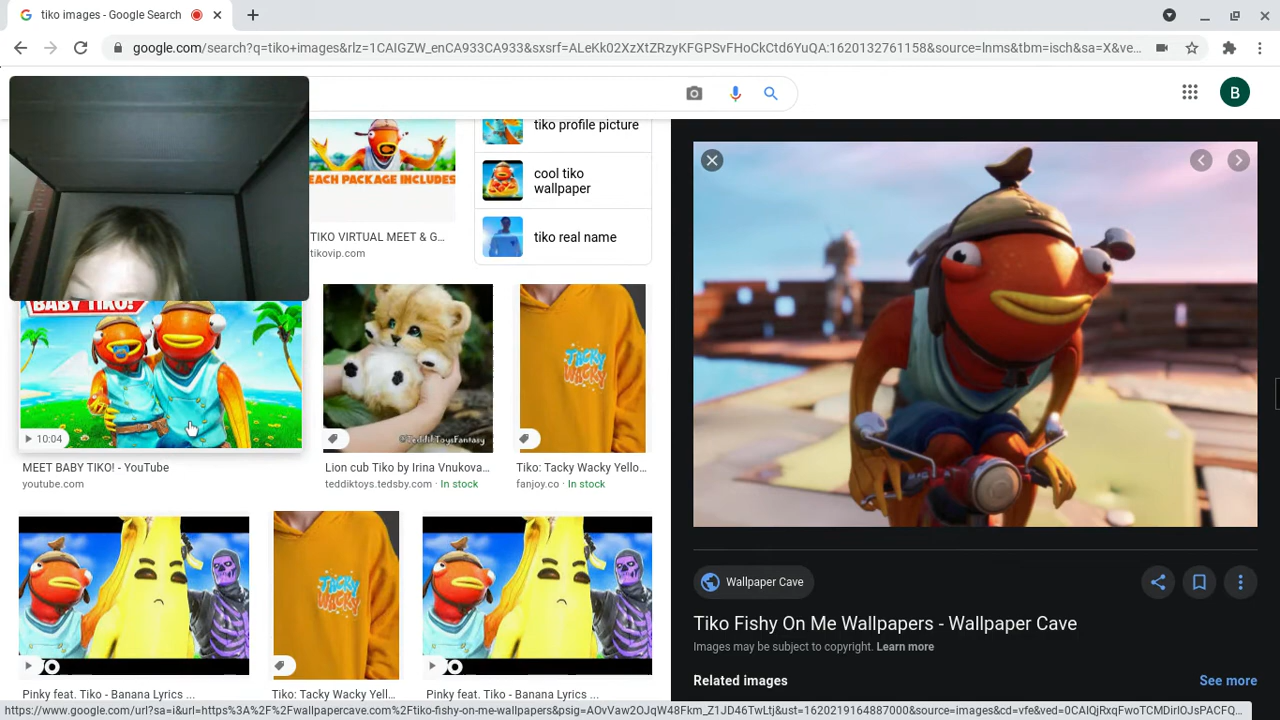 tiko images - Google Search
google.com/search?q=tiko+images&rlz=1CAIGZW_enCA933CA933&sxsrf=ALeKk02XzXtZRzyKFGPSvFHoCkCtd6YuQA:1620132761158&source=lnms&tbm=isch&sa=X&ve...
B
EACH PACKAGE INCLUDES
tiko profile picture
cool tiko
wallpaper
tiko real name
TIKO VIRTUAL MEET & G...
tikovip.com
BABY TIKO!
10:04
@TeddikToysFantasy
TACKY
WACKY
MEET BABY TIKO! - YouTube
youtube.com
Lion cub Tiko by Irina Vnukova...
teddiktoys.tedsby.com · In stock
Tiko: Tacky Wacky Yello...
fanjoy.co · In stock
TACKY
WACKY
Pinky feat. Tiko - Banana Lyrics ...
Tiko: Tacky Wacky Yell...
Pinky feat. Tiko - Banana Lyrics ...
Wallpaper Cave
Tiko Fishy On Me Wallpapers - Wallpaper Cave
Images may be subject to copyright. Learn more
Related images
See more
https://www.google.com/url?sa=i&url=https%3A%2F%2Fwallpapercave.com%2Ftiko-fishy-on-me-wallpapers&psig=AOvVaw2OJqW48Fkm_Z1JD46TwLtj&ust=1620219164887000&source=images&cd=vfe&ved=0CAIQjRxqFwoTCMDirIOJsPACFQ...